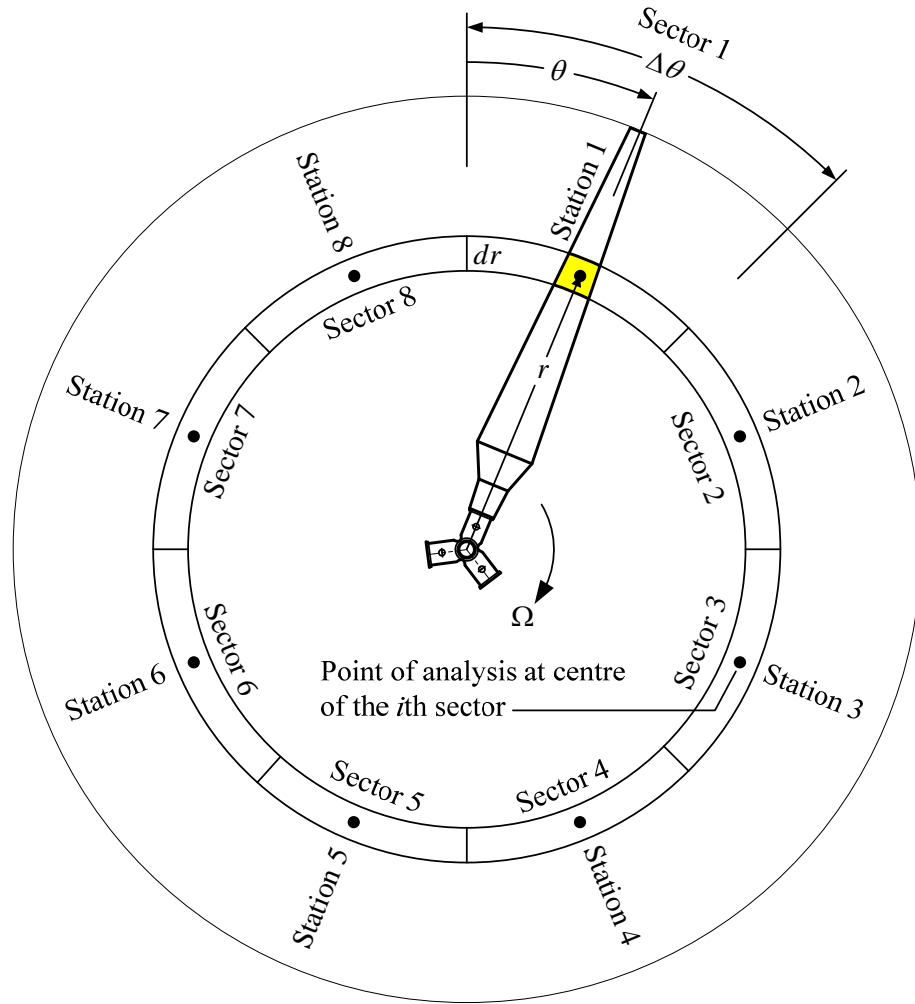 Sector 1
Δθ
θ
Station 1
Station 8
dr
Sector 8
r
Station 7
Station 2
Sector 7
Sector 2
Ω
Sector 6
Sector 3
Point of analysis at centre
of the ith sector
Station 6
Station 3
Sector 5
Sector 4
Station 5
Station 4